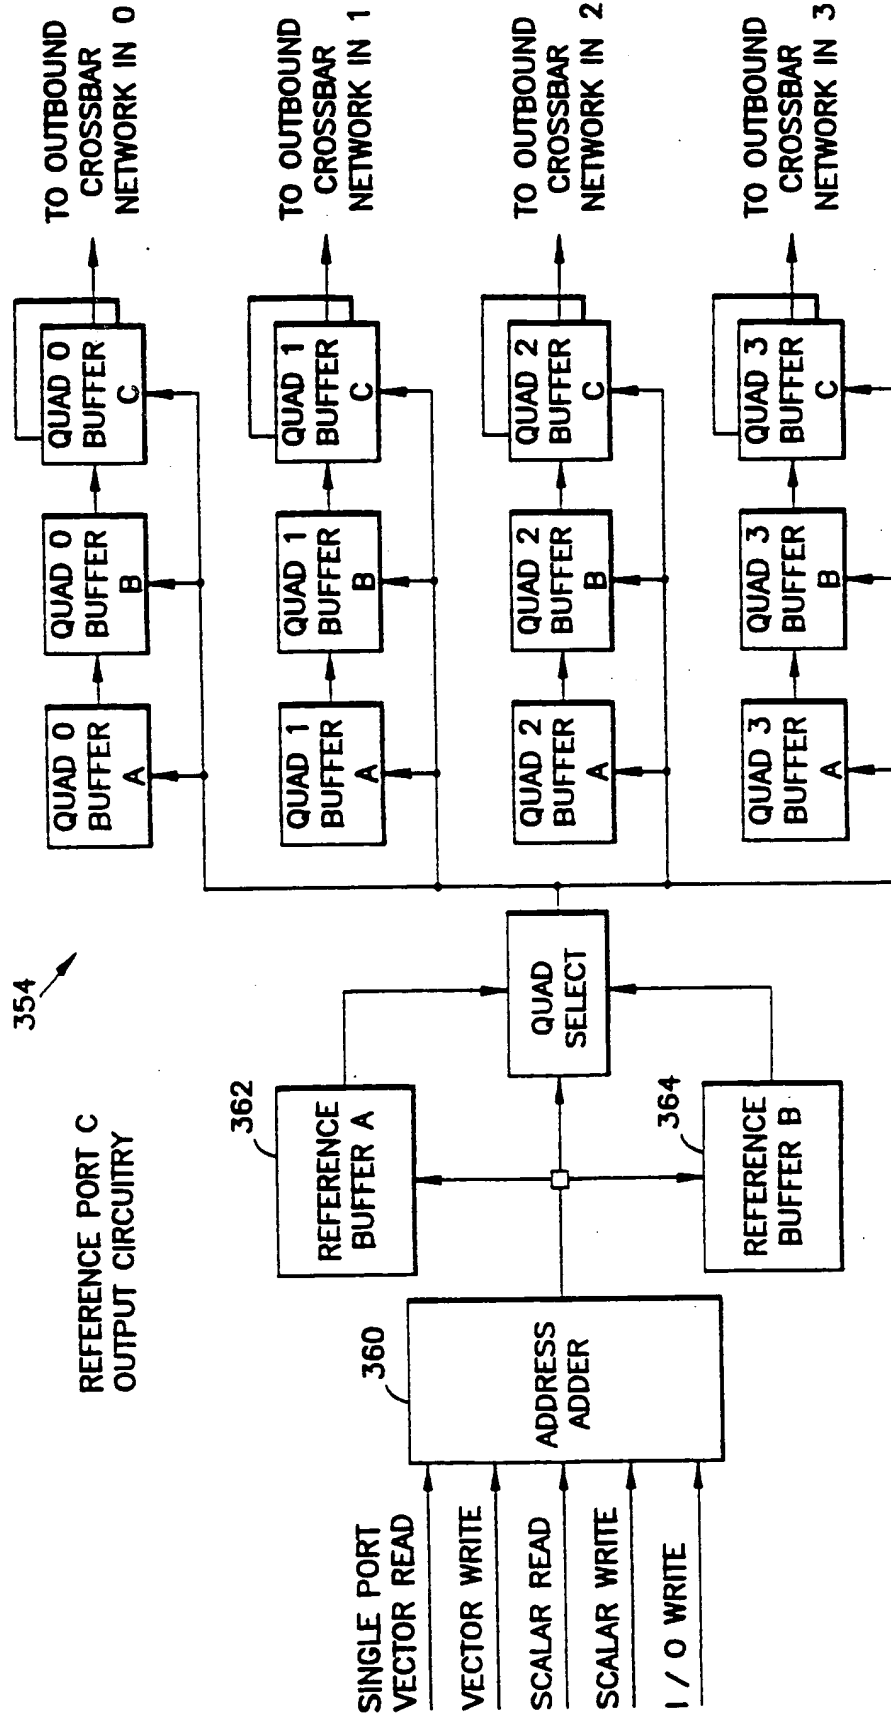 REFERENCE PORT C
OUTPUT CIRCUITRY
354
SINGLE PORT
VECTOR READ
VECTOR WRITE
SCALAR READ
SCALAR WRITE
I / O WRITE
360
ADDRESS
ADDER
362
REFERENCE
BUFFER A
364
REFERENCE
BUFFER B
QUAD
SELECT
QUAD 0
BUFFER
A
QUAD 0
BUFFER
B
QUAD 0
BUFFER
C
TO OUTBOUND
CROSSBAR
NETWORK IN 0
QUAD 1
BUFFER
A
QUAD 1
BUFFER
B
QUAD 1
BUFFER
C
TO OUTBOUND
CROSSBAR
NETWORK IN 1
QUAD 2
BUFFER
A
QUAD 2
BUFFER
B
QUAD 2
BUFFER
C
TO OUTBOUND
CROSSBAR
NETWORK IN 2
QUAD 3
BUFFER
A
QUAD 3
BUFFER
B
QUAD 3
BUFFER
C
TO OUTBOUND
CROSSBAR
NETWORK IN 3